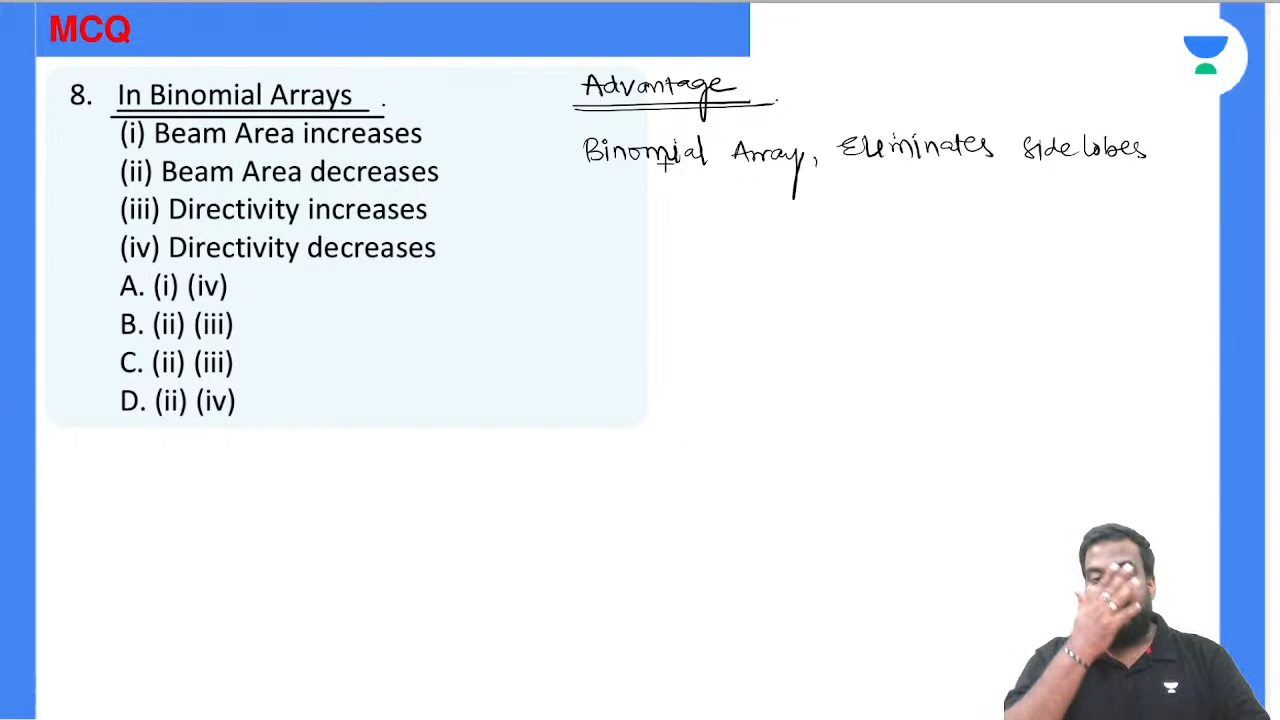 MCQ
8. In Binomial Arrays .
(i) Beam Area increases
(ii) Beam Area decreases
(iii) Directivity increases
(iv) Directivity decreases
A. (i) (iv)
B. (ii) (iii)
C. (ii) (iii)
D. (ii) (iv)
Advantage
Binomial Array, Eliminates sidelobes